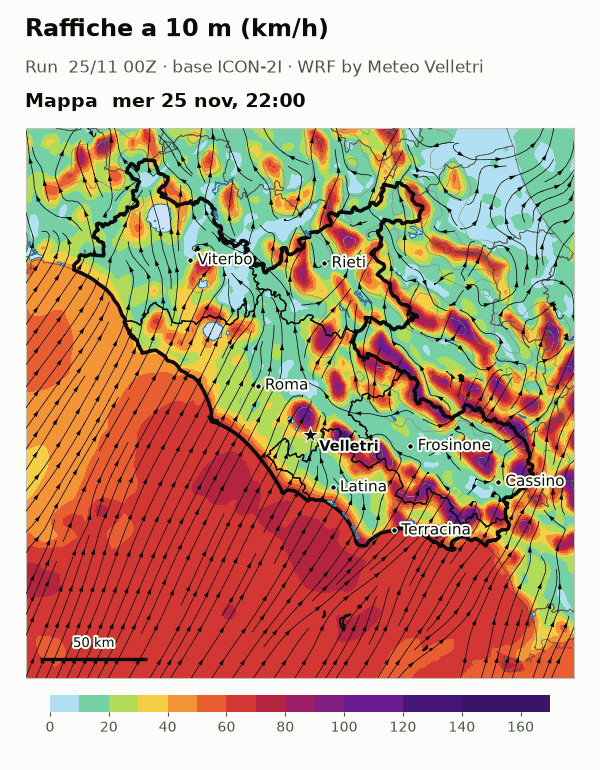 Raffiche a 10 m (km/h)
Run  25/11 00Z · base ICON-2I · WRF by Meteo Velletri
Mappa  mer 25 nov, 22:00
Viterbo
Rieti
Roma
Velletri
Frosinone
Cassino
Latina
Terracina
50 km
0 20 40 60 80 100 120 140 160